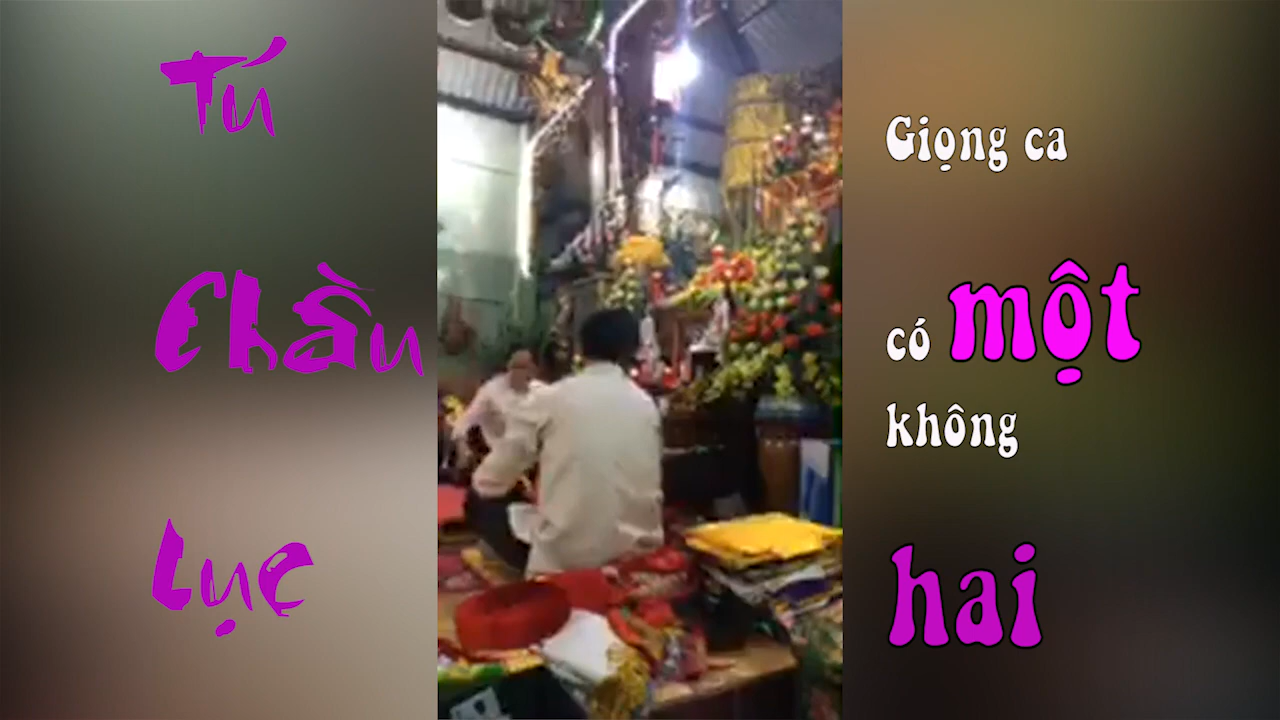 Tú
Chầu
Lục
Giọng ca
có một
không
hai